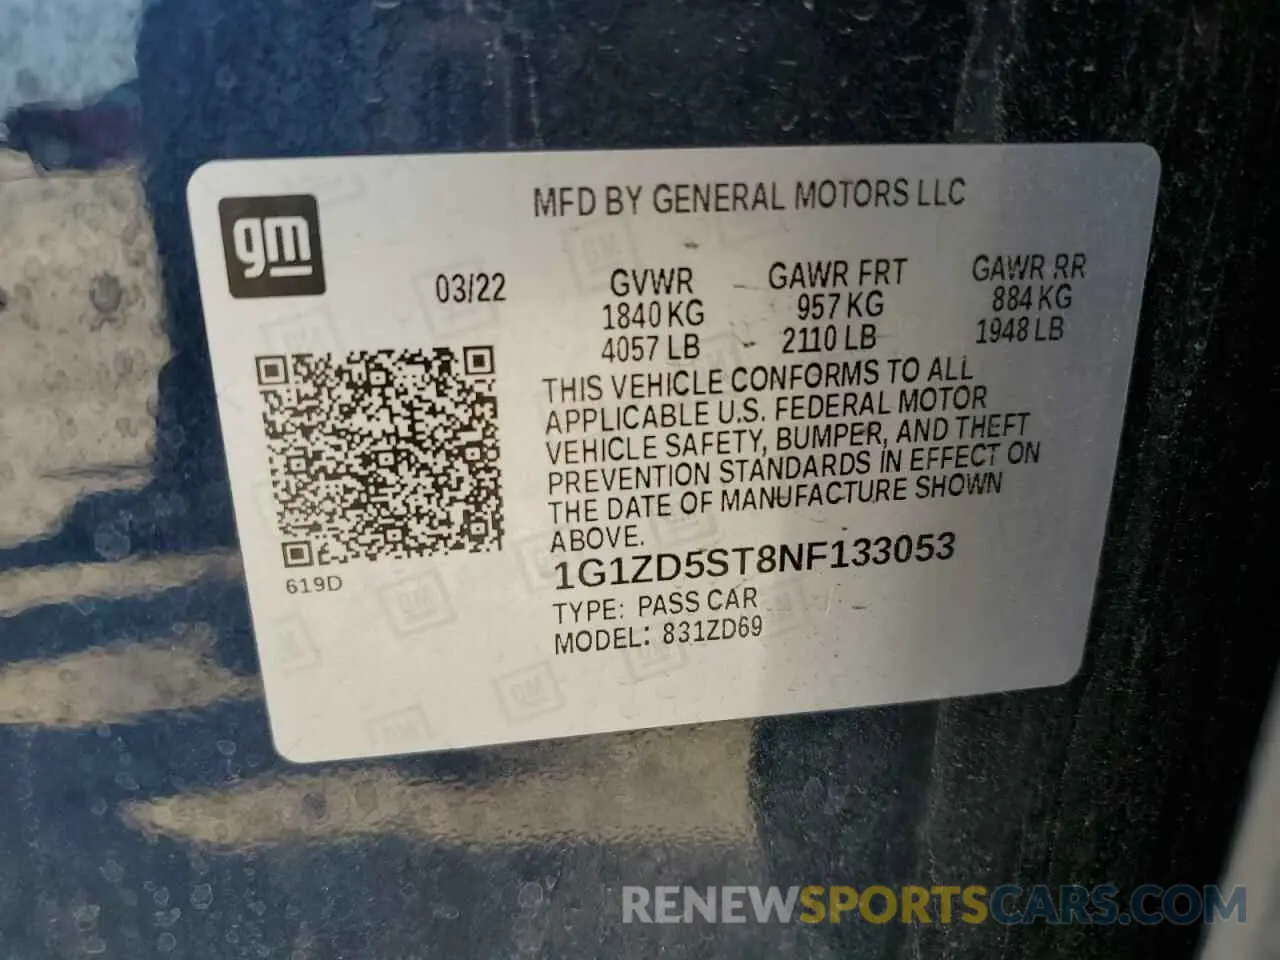 gm
MFD BY GENERAL MOTORS LLC
03/22
GVWR
1840 KG
4057 LB
GAWR FRT
957 KG
2110 LB
GAWR RR
884 KG
1948 LB
THIS VEHICLE CONFORMS TO ALL
APPLICABLE U.S. FEDERAL MOTOR
VEHICLE SAFETY, BUMPER, AND THEFT
PREVENTION STANDARDS IN EFFECT ON
THE DATE OF MANUFACTURE SHOWN
ABOVE.
619D
1G1ZD5ST8NF133053
TYPE: PASS CAR
MODEL: 831ZD69
RENEWSPORTSCARS.COM